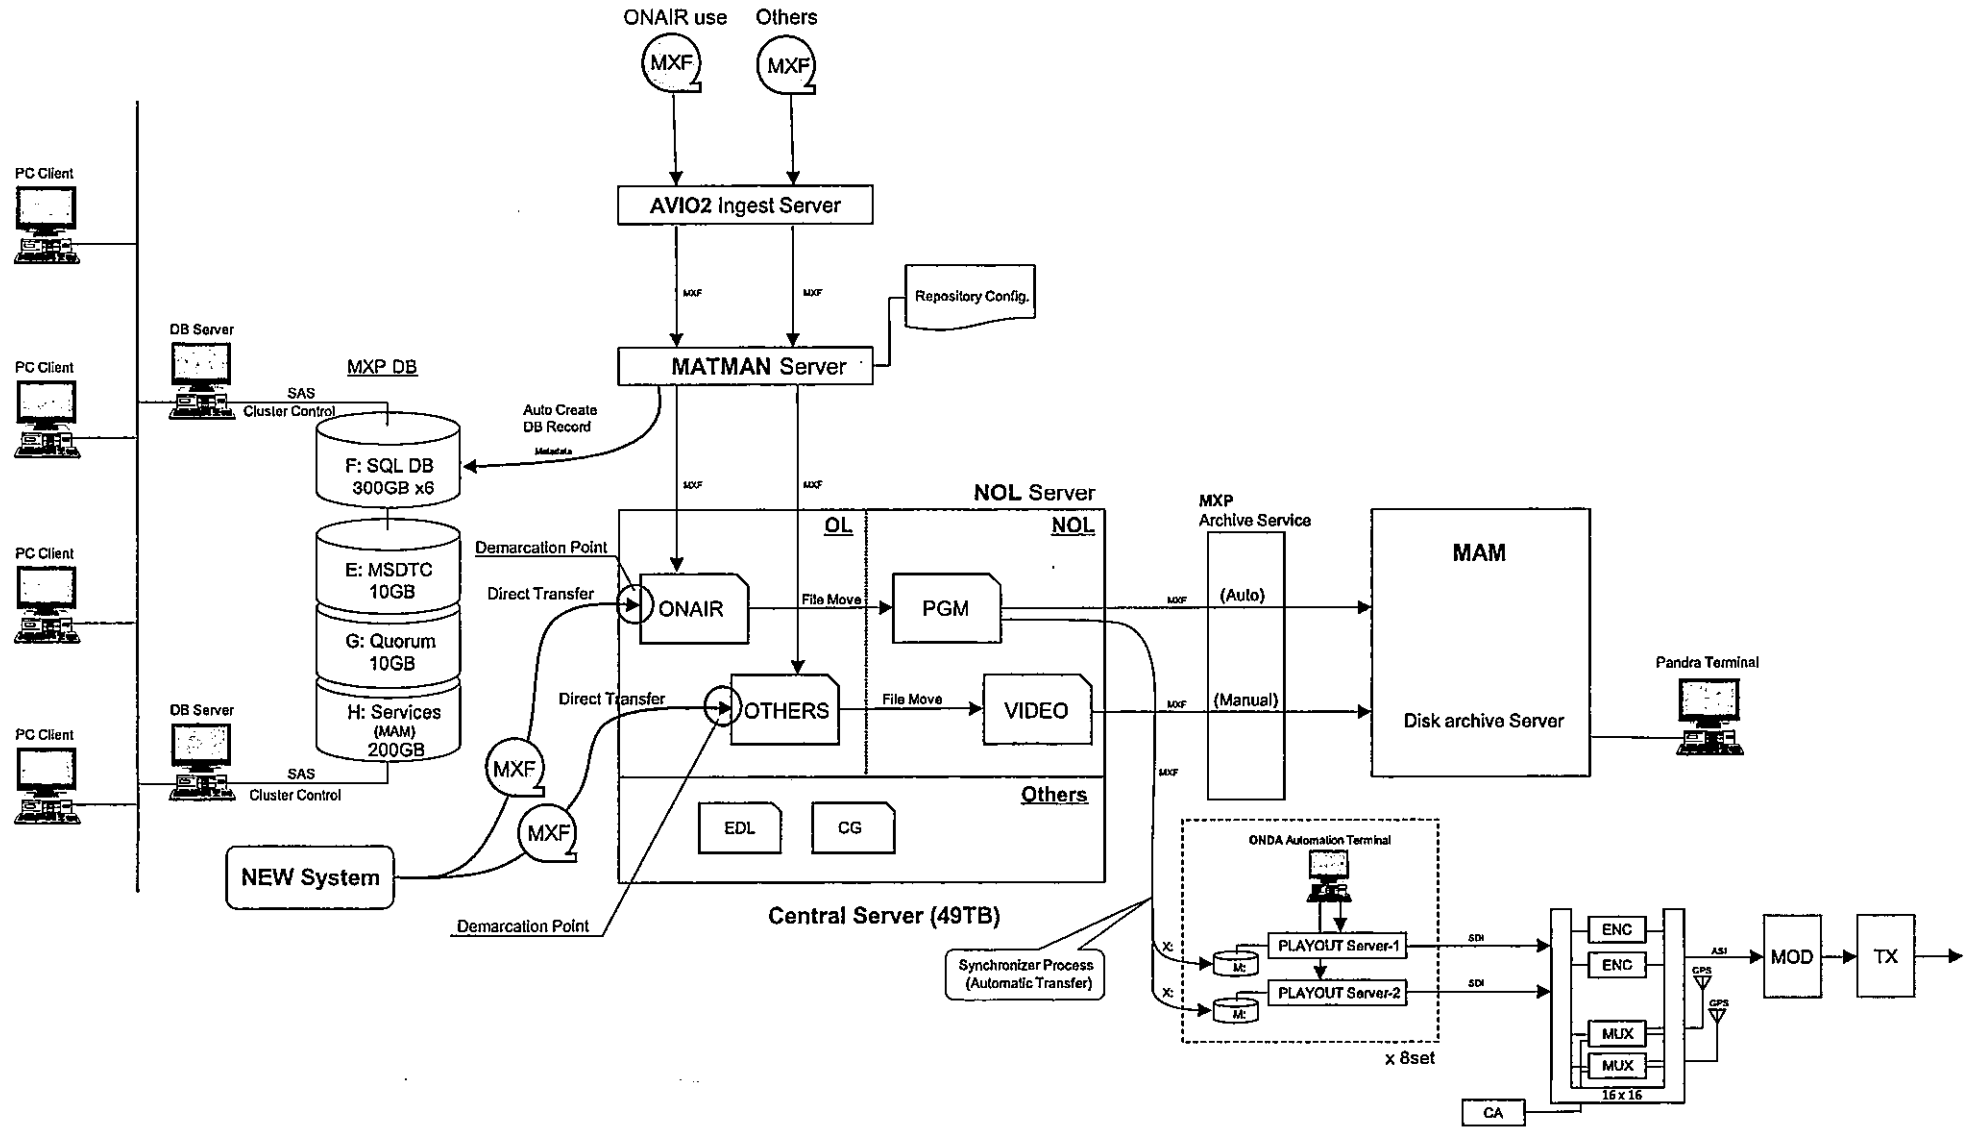 ONAIR use
Others
MXF
MXF
AVIO2 Ingest Server
MXF
MXF
Repository Config.
MATMAN Server
PC Client
PC Client
PC Client
PC Client
DB Server
SAS
Cluster Control
DB Server
SAS
Cluster Control
MXP DB
F: SQL DB
300GB x6
E: MSDTC
10GB
G: Quorum
10GB
H: Services
(MAM)
200GB
Auto Create
DB Record
Metadata
MXF
MXF
NOL Server
OL
NOL
Demarcation Point
Direct Transfer
ONAIR
File Move
PGM
Direct Transfer
OTHERS
File Move
VIDEO
Others
EDL
CG
Central Server (49TB)
MXF
MXF
NEW System
Demarcation Point
MXP
Archive Service
MXF
(Auto)
MXF
(Manual)
MXF
MAM
Disk archive Server
Pandra Terminal
Synchronizer Process
(Automatic Transfer)
ONDA Automation Terminal
X:
M:
PLAYOUT Server-1
SDI
X:
M:
PLAYOUT Server-2
SDI
x 8set
ENC
ENC
MUX
MUX
16 x 16
CA
ASI
GPS
GPS
MOD
TX